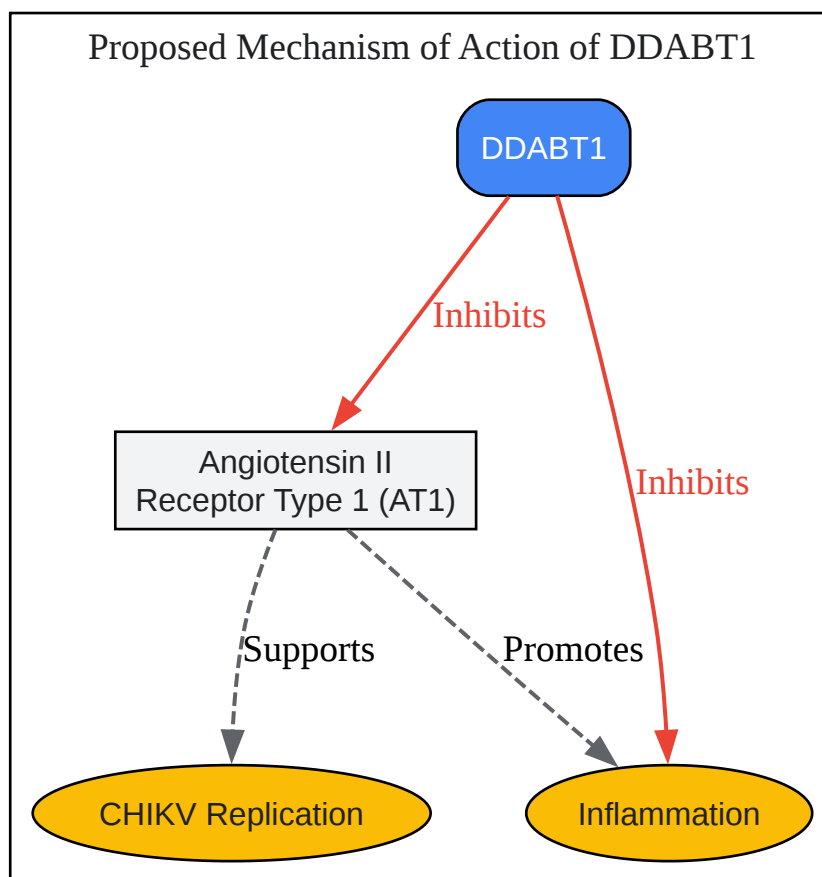 Proposed Mechanism of Action of DDABT1
DDABT1
Inhibits
Angiotensin II
Receptor Type 1 (AT1)
Inhibits
Supports
Promotes
CHIKV Replication
Inflammation